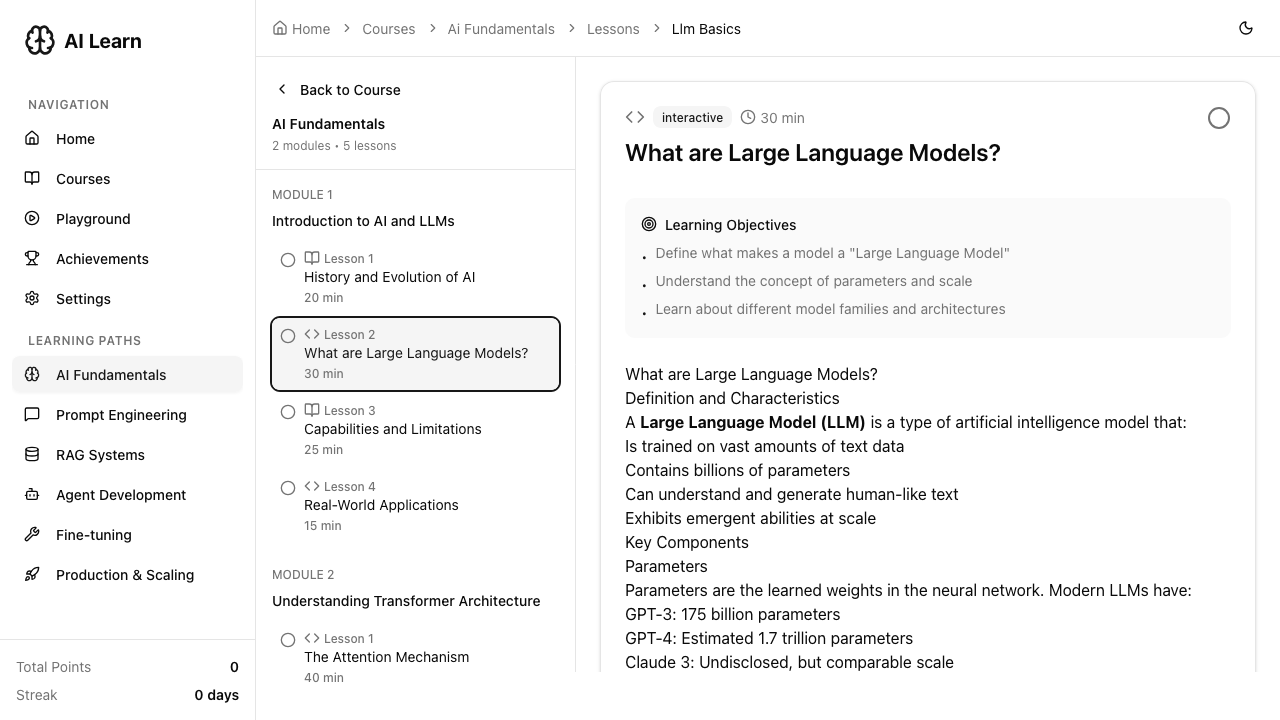 AI Learn
NAVIGATION
Home
Courses
Playground
Achievements
Settings
LEARNING PATHS
AI Fundamentals
Prompt Engineering
RAG Systems
Agent Development
Fine-tuning
Production & Scaling
Total Points 0
Streak 0 days
Home > Courses > Ai Fundamentals > Lessons > Llm Basics
Back to Course
AI Fundamentals
2 modules • 5 lessons
MODULE 1
Introduction to AI and LLMs
Lesson 1
History and Evolution of AI
20 min
Lesson 2
What are Large Language Models?
30 min
Lesson 3
Capabilities and Limitations
25 min
Lesson 4
Real-World Applications
15 min
MODULE 2
Understanding Transformer Architecture
Lesson 1
The Attention Mechanism
40 min
interactive 30 min
What are Large Language Models?
Learning Objectives
• Define what makes a model a "Large Language Model"
• Understand the concept of parameters and scale
• Learn about different model families and architectures
What are Large Language Models?
Definition and Characteristics
A Large Language Model (LLM) is a type of artificial intelligence model that:
Is trained on vast amounts of text data
Contains billions of parameters
Can understand and generate human-like text
Exhibits emergent abilities at scale
Key Components
Parameters
Parameters are the learned weights in the neural network. Modern LLMs have:
GPT-3: 175 billion parameters
GPT-4: Estimated 1.7 trillion parameters
Claude 3: Undisclosed, but comparable scale